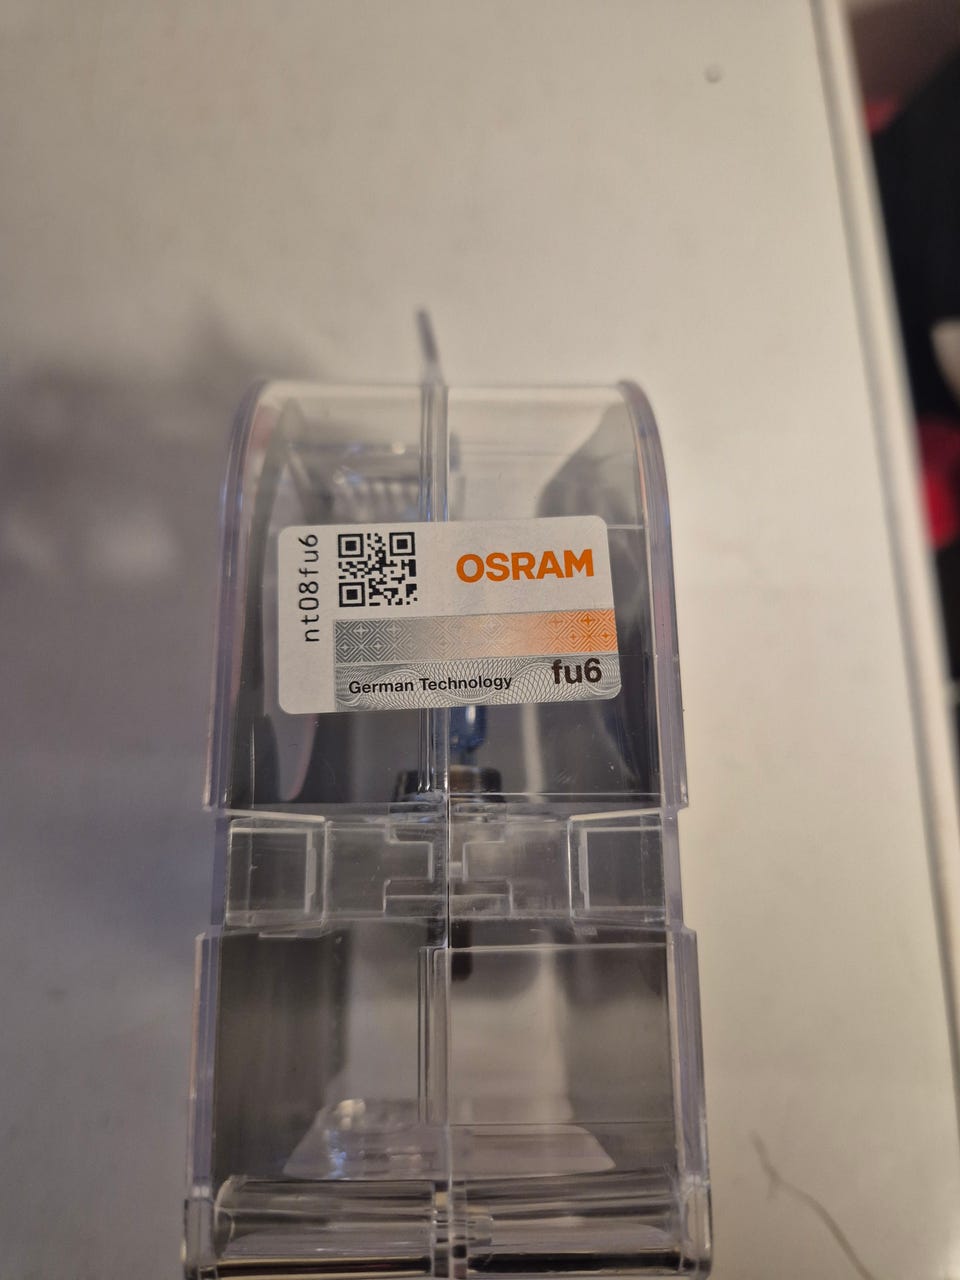 nt08fu6
OSRAM
German Technology
fu6